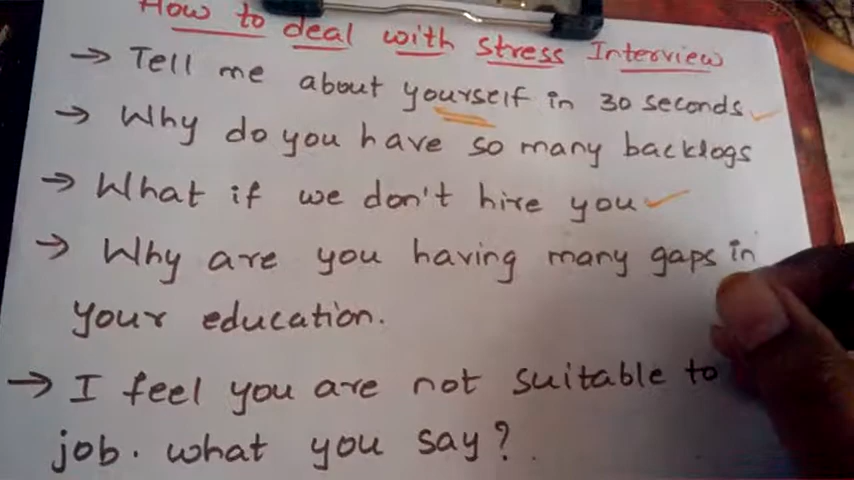 How to deal with stress Interview
→ Tell me about yourself in 30 seconds
→ Why do you have so many backlogs
→ What if we don't hire you
→ Why are you having many gaps in
your education.
→ I feel you are not suitable to
job. what you say?